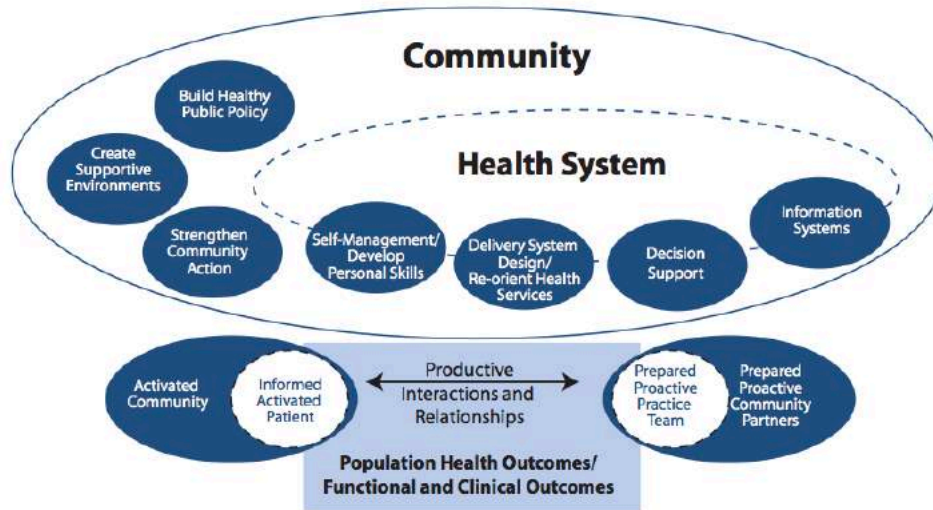 Community
Build Healthy
Public Policy
Health System
Create
Supportive
Environments
Information
Systems
Strengthen
Community
Action
Self-Management/
Develop
Personal Skills
Delivery System
Design/
Re-orient Health
Services
Decision
Support
Activated
Community
Informed
Activated
Patient
Productive
Interactions and
Relationships
Prepared
Proactive
Practice
Team
Prepared
Proactive
Community
Partners
Population Health Outcomes/
Functional and Clinical Outcomes